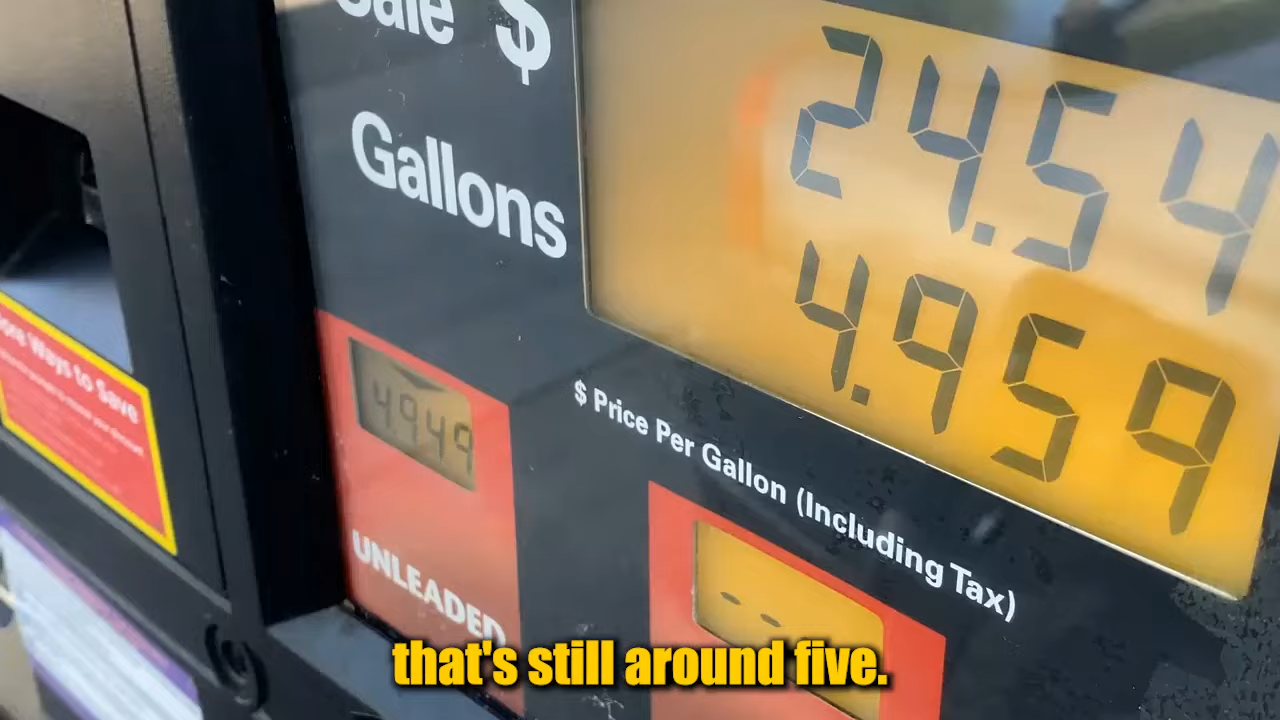 Sale $
24.54
Gallons
4.959
$ Price Per Gallon (Including Tax)
4.949
UNLEADED
--
Ways to Save
that's still around five.